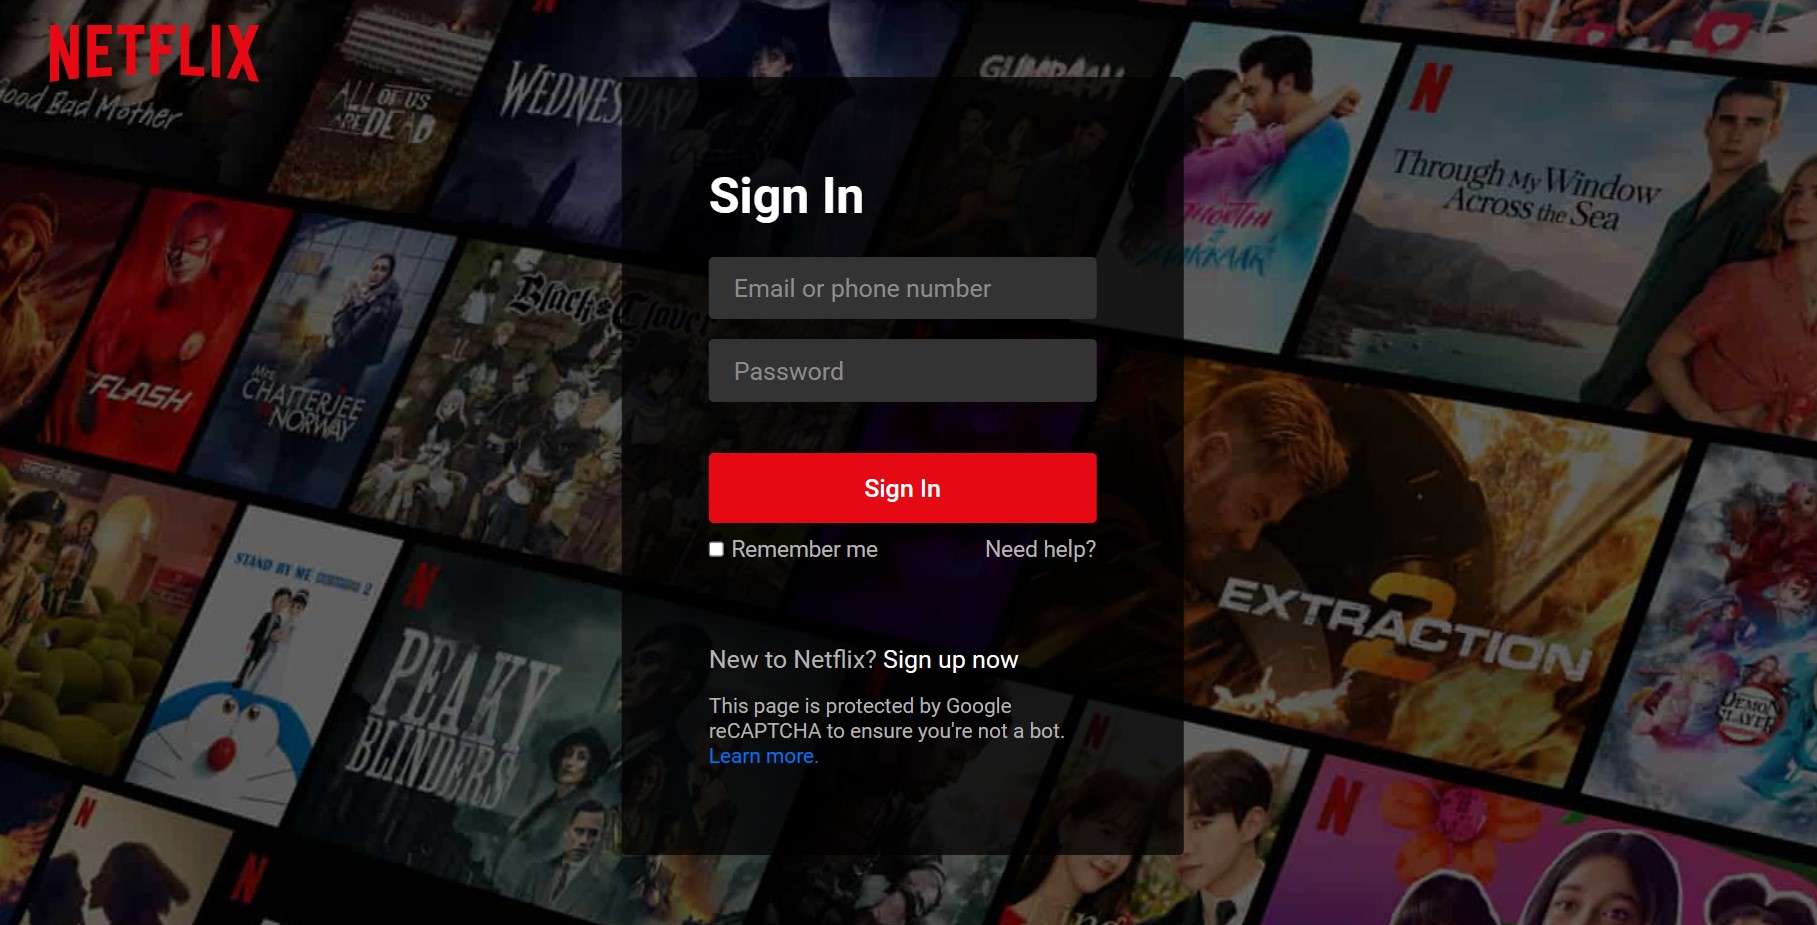 NETFLIX
Good Bad Mother
ALL OF US
ARE DEAD
WEDNESDAY
GUMRAAH
Through My Window
Across the Sea
Sign In
Email or phone number
Password
Sign In
Remember me
Need help?
New to Netflix? Sign up now
This page is protected by Google
reCAPTCHA to ensure you're not a bot.
Learn more.
THE FLASH
Mrs.
CHATTERJEE
VS NORWAY
Black Clover
STAND BY ME DORAEMON 2
PEAKY
BLINDERS
EXTRACTION
2
DEMON
SLAYER